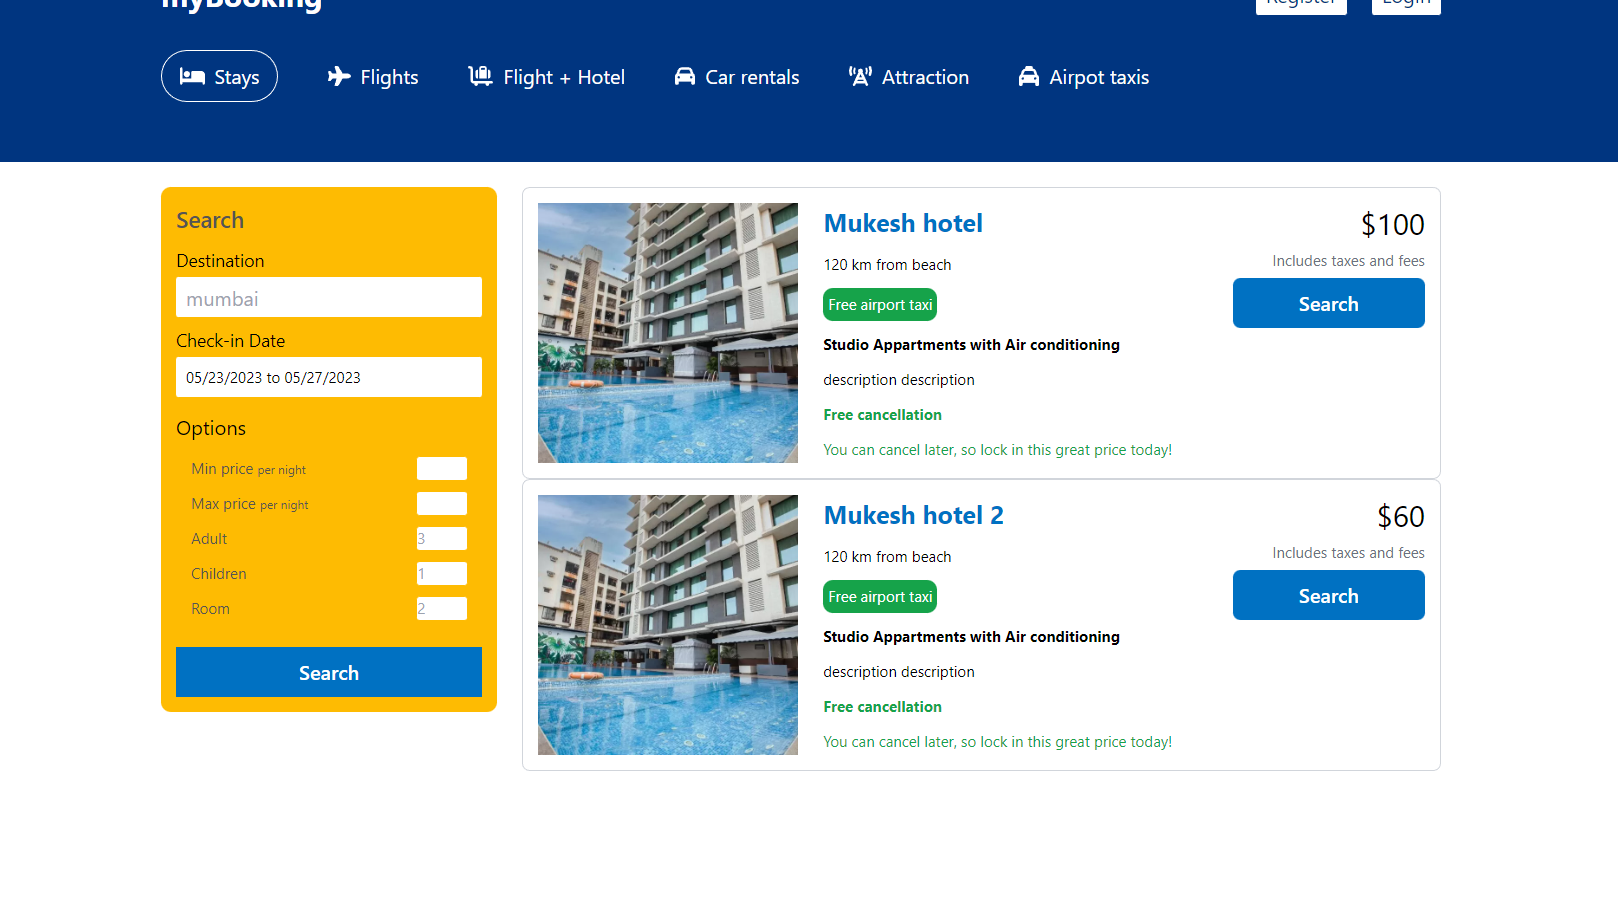 myBooking
Register
Login
Stays
Flights
Flight + Hotel
Car rentals
Attraction
Airpot taxis
Search
Destination
mumbai
Check-in Date
05/23/2023 to 05/27/2023
Options
Min price per night
Max price per night
Adult 3
Children 1
Room 2
Search
Mukesh hotel
120 km from beach
Free airport taxi
Studio Appartments with Air conditioning
description description
Free cancellation
You can cancel later, so lock in this great price today!
$100
Includes taxes and fees
Search
Mukesh hotel 2
120 km from beach
Free airport taxi
Studio Appartments with Air conditioning
description description
Free cancellation
You can cancel later, so lock in this great price today!
$60
Includes taxes and fees
Search